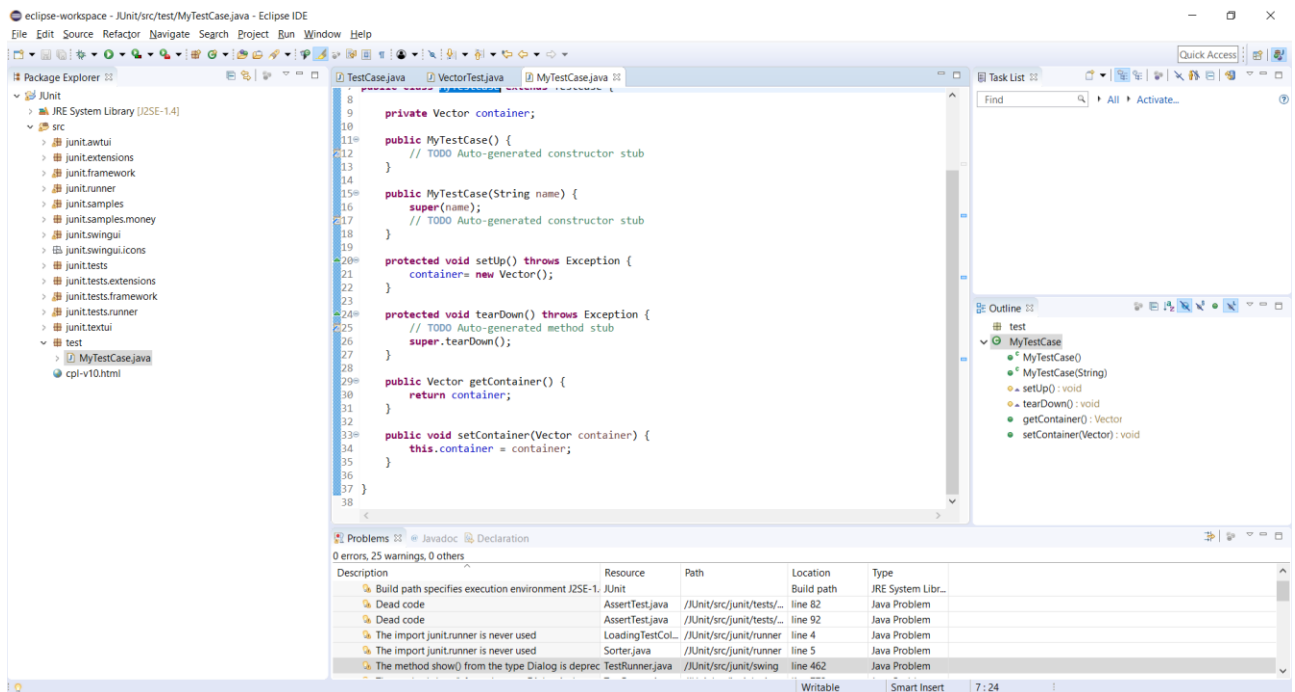 eclipse-workspace - JUnit/src/test/MyTestCase.java - Eclipse IDE
File Edit Source Refactor Navigate Search Project Run Window Help
Quick Access
Package Explorer
JUnit
JRE System Library [J2SE-1.4]
src
junit.awtui
junit.extensions
junit.framework
junit.runner
junit.samples
junit.samples.money
junit.swingui
junit.swingui.icons
junit.tests
junit.tests.extensions
junit.tests.framework
junit.tests.runner
junit.textui
test
MyTestCase.java
cpl-v10.html
TestCase.java VectorTest.java MyTestCase.java
public class MyTestCase extends TestCase {
8
9 private Vector container;
10
11 public MyTestCase() {
12 // TODO Auto-generated constructor stub
13 }
14
15 public MyTestCase(String name) {
16 super(name);
17 // TODO Auto-generated constructor stub
18 }
19
20 protected void setUp() throws Exception {
21 container= new Vector();
22 }
23
24 protected void tearDown() throws Exception {
25 // TODO Auto-generated method stub
26 super.tearDown();
27 }
28
29 public Vector getContainer() {
30 return container;
31 }
32
33 public void setContainer(Vector container) {
34 this.container = container;
35 }
36
37 }
38
Task List
Find All Activate...
Outline
test
MyTestCase
MyTestCase()
MyTestCase(String)
setUp() : void
tearDown() : void
getContainer() : Vector
setContainer(Vector) : void
Problems Javadoc Declaration
0 errors, 25 warnings, 0 others
Description Resource Path Location Type
Build path specifies execution environment J2SE-1. JUnit Build path JRE System Libr...
Dead code AssertTest.java /JUnit/src/junit/tests/... line 82 Java Problem
Dead code AssertTest.java /JUnit/src/junit/tests/... line 92 Java Problem
The import junit.runner is never used LoadingTestCol... /JUnit/src/junit/runner line 4 Java Problem
The import junit.runner is never used Sorter.java /JUnit/src/junit/runner line 5 Java Problem
The method show() from the type Dialog is deprec TestRunner.java /JUnit/src/junit/swing line 462 Java Problem
Writable Smart Insert 7 : 24